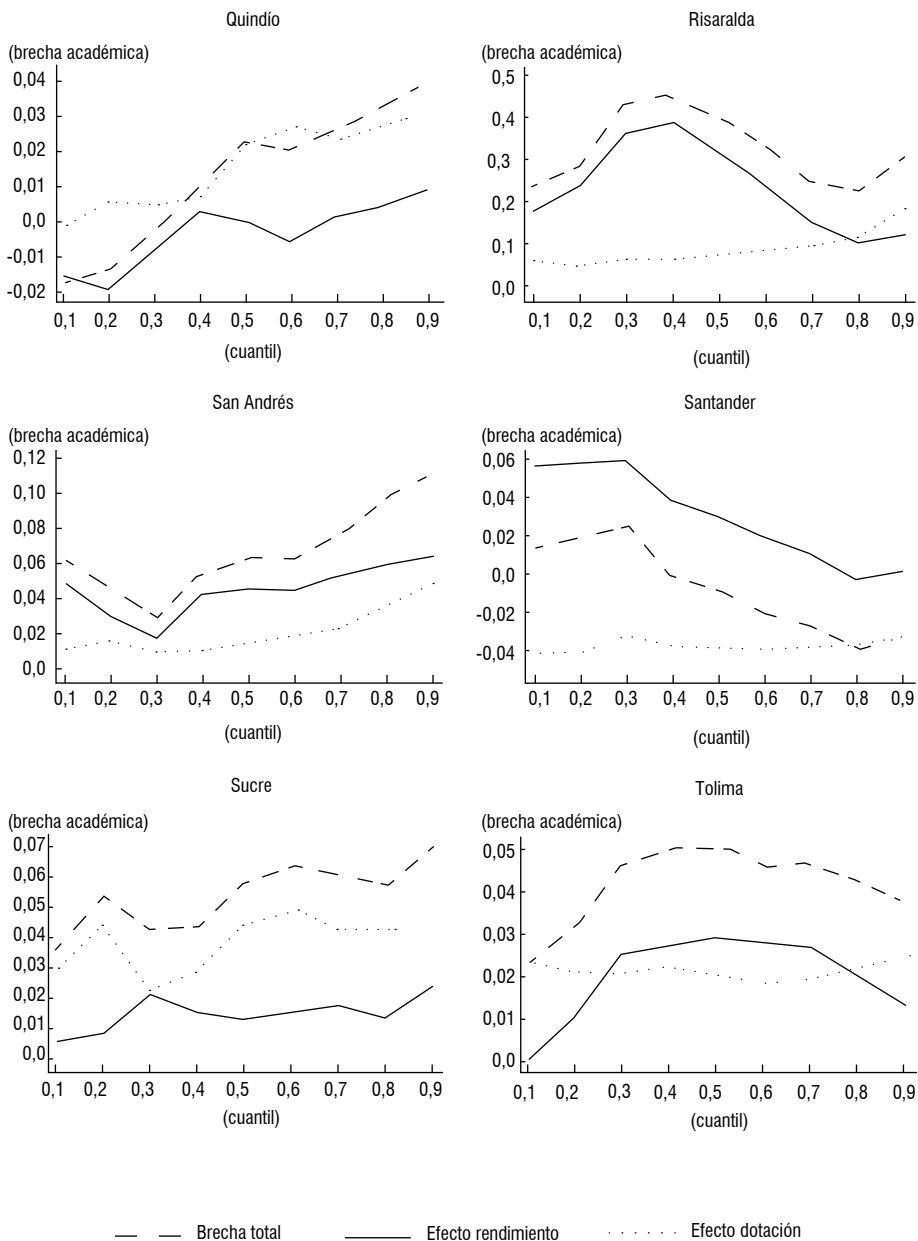 Quindío
(brecha académica)
0,04
0,03
0,02
0,01
0,0
-0,01
-0,02
0,1 0,2 0,3 0,4 0,5 0,6 0,7 0,8 0,9
(cuantil)
Risaralda
(brecha académica)
0,5
0,4
0,3
0,2
0,1
0,0
0,1 0,2 0,3 0,4 0,5 0,6 0,7 0,8 0,9
(cuantil)
San Andrés
(brecha académica)
0,12
0,10
0,08
0,06
0,04
0,02
0,0
0,1 0,2 0,3 0,4 0,5 0,6 0,7 0,8 0,9
(cuantil)
Santander
(brecha académica)
0,06
0,04
0,02
0,0
-0,02
-0,04
0,1 0,2 0,3 0,4 0,5 0,6 0,7 0,8 0,9
(cuantil)
Sucre
(brecha académica)
0,07
0,06
0,05
0,04
0,03
0,02
0,01
0,0
0,1 0,2 0,3 0,4 0,5 0,6 0,7 0,8 0,9
(cuantil)
Tolima
(brecha académica)
0,05
0,04
0,03
0,02
0,01
0,0
0,1 0,2 0,3 0,4 0,5 0,6 0,7 0,8 0,9
(cuantil)
Brecha total Efecto rendimiento Efecto dotación